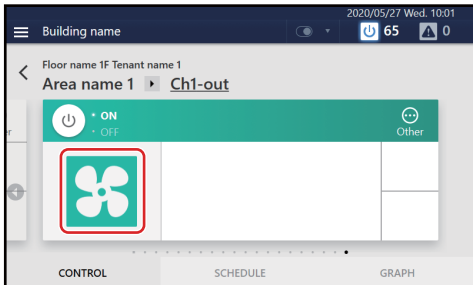 2020/05/27 Wed. 10:01
Building name
65
0
Floor name 1F Tenant name 1
Area name 1 Ch1-out
ON
OFF
Other
CONTROL
SCHEDULE
GRAPH